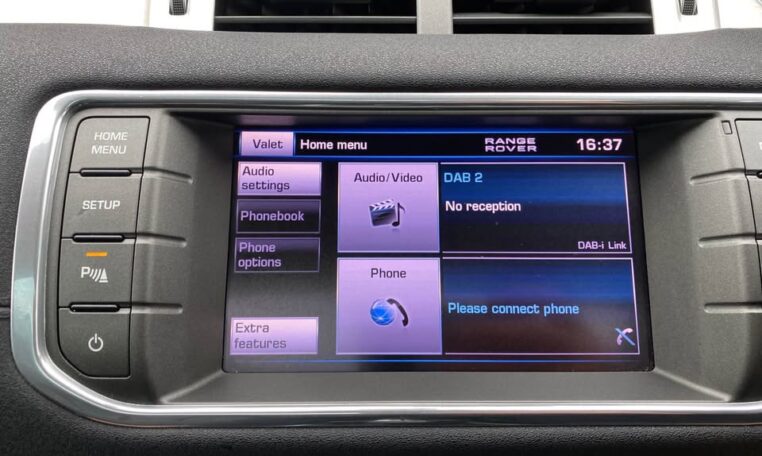 HOME
MENU
SETUP
P
Valet
Home menu
RANGE
ROVER
16:37
Audio
settings
Phonebook
Phone
options
Extra
features
Audio/Video
DAB 2
No reception
DAB-i Link
Phone
Please connect phone